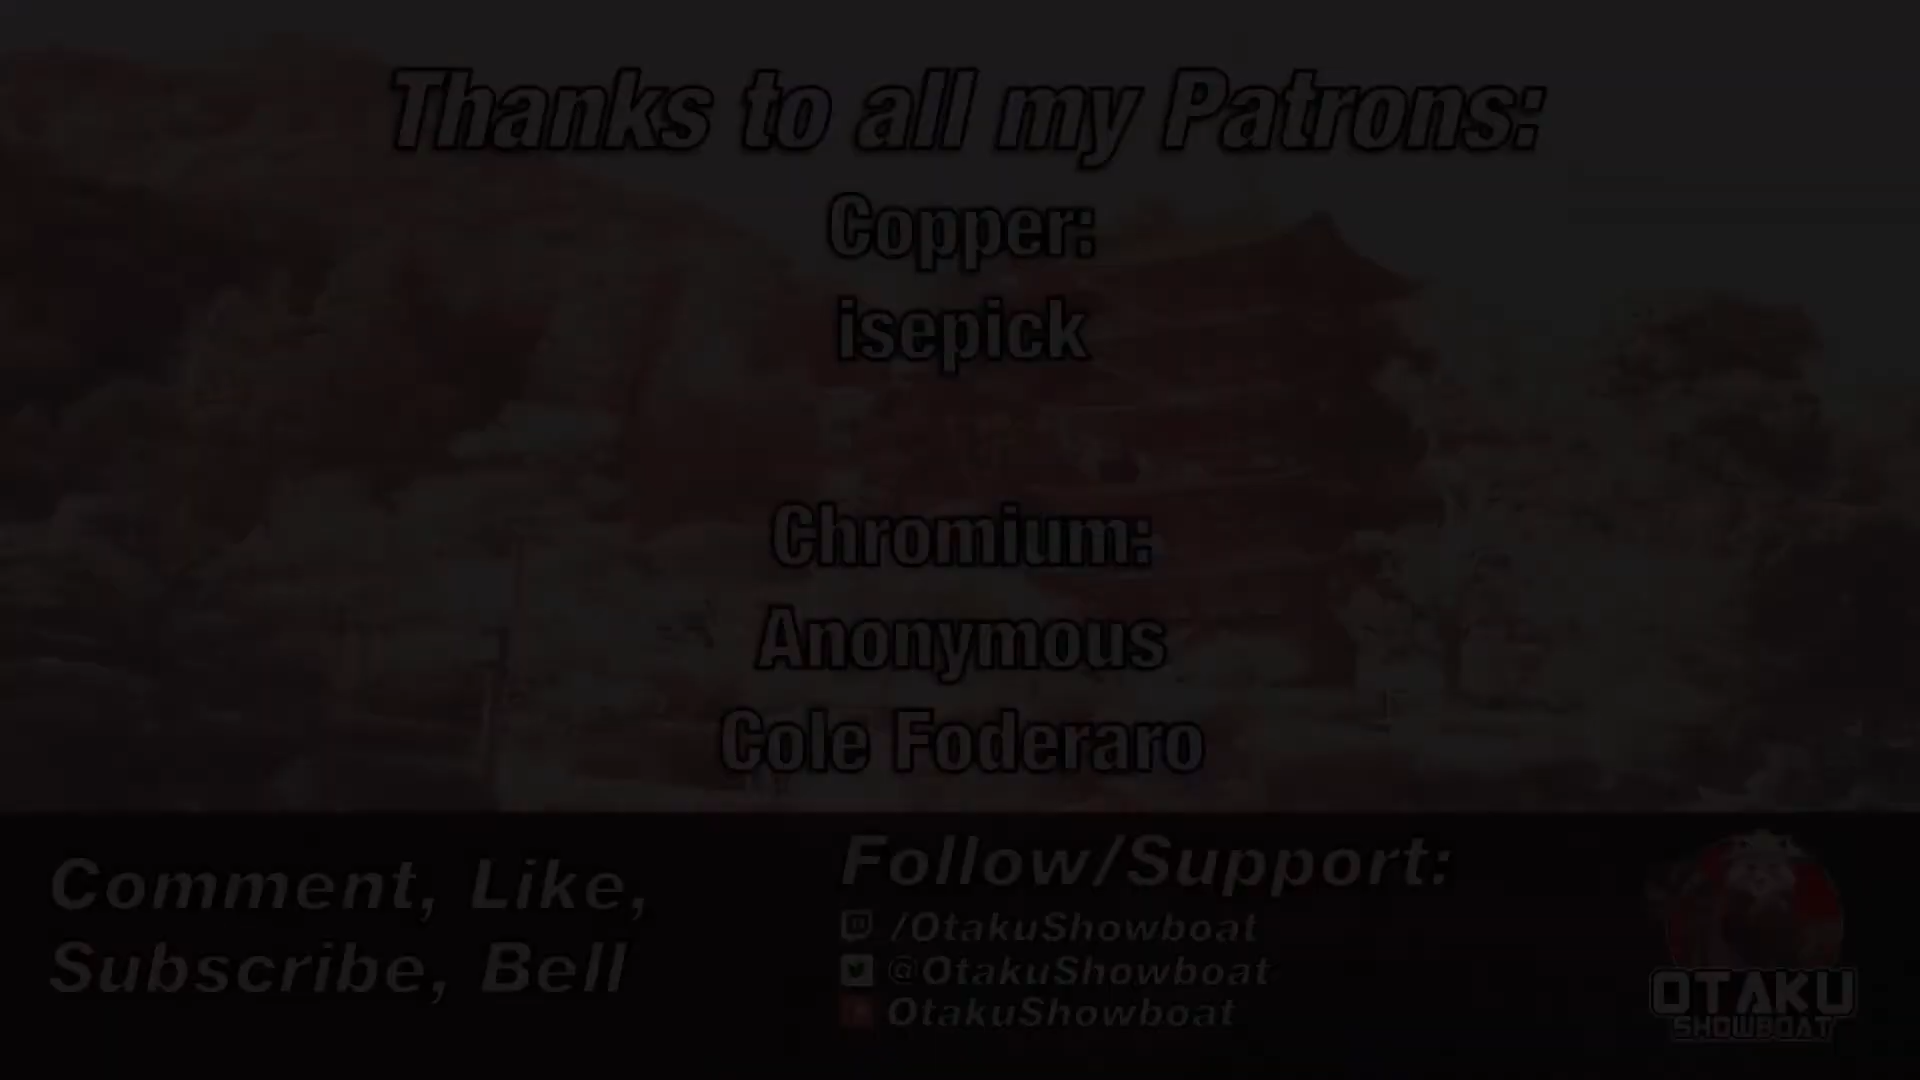 Thanks to all my Patrons:
Copper:
isepick
Chromium:
Anonymous
Cole Foderaro
Comment, Like,
Subscribe, Bell
Follow/Support:
/OtakuShowboat
@OtakuShowboat
OtakuShowboat
OTAKU
SHOWBOAT